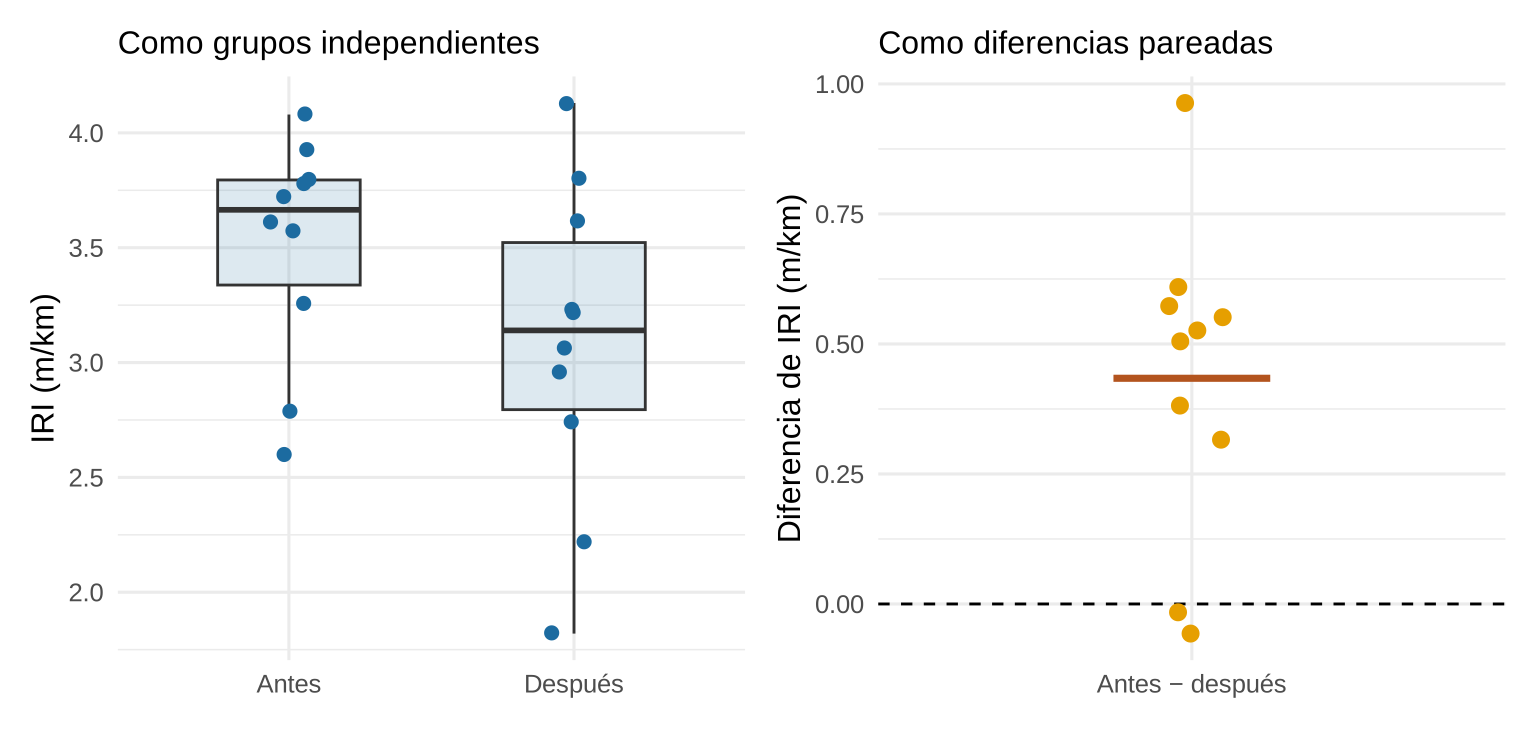 Como grupos independientes
IRI (m/km)
4.0
3.5
3.0
2.5
2.0
Antes
Después
Como diferencias pareadas
Diferencia de IRI (m/km)
1.00
0.75
0.50
0.25
0.00
Antes − después